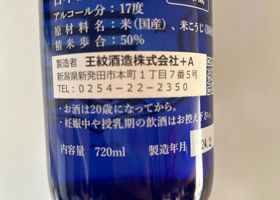 アルコール分:17度
原材料名:米(国産)、米こうじ
精米歩合:50%
製造者 王紋酒造株式会社+A
新潟県新発田市本町1丁目7番5号
TEL:0254-22-2350
・お酒は20歳になってから。
・妊娠中や授乳期の飲酒はお控え
内容量 720ml 製造年月 24.2